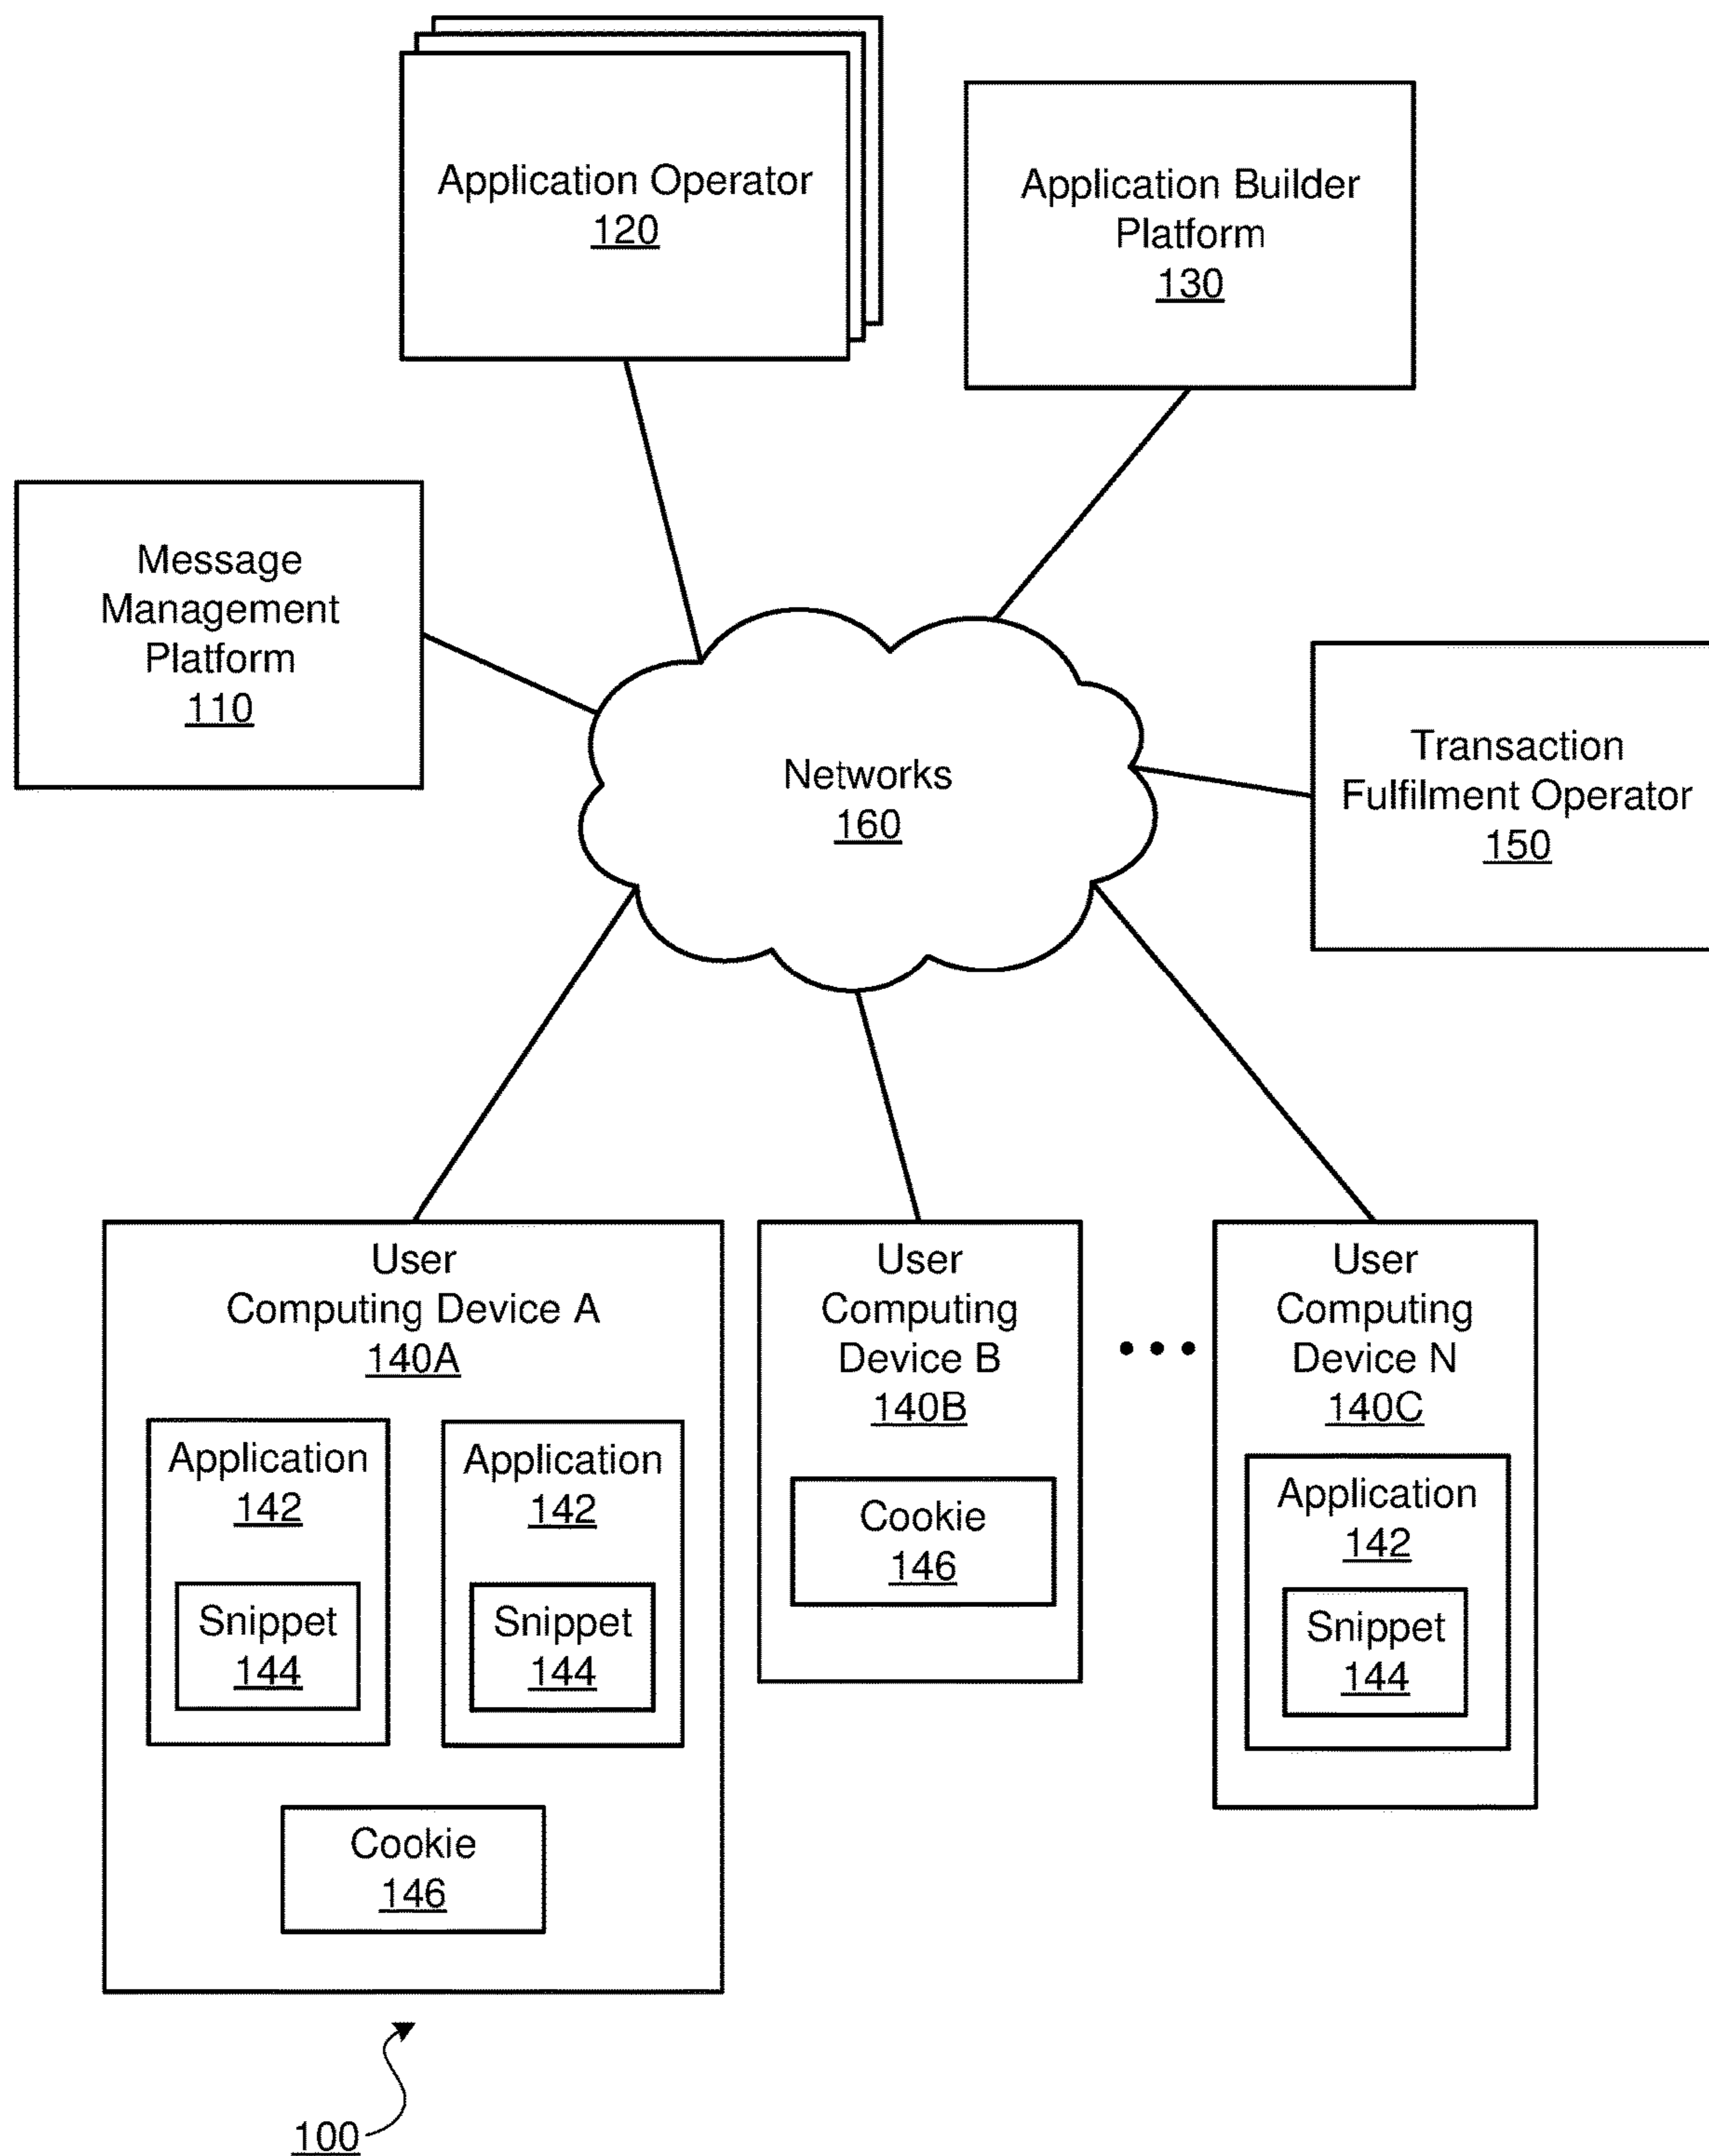 Application Operator
120
Application Builder
Platform
130
Message
Management
Platform
110
Networks
160
Transaction
Fulfilment Operator
150
User
Computing Device A
140A
Application
142
Snippet
144
Application
142
Snippet
144
Cookie
146
User
Computing
Device B
140B
Cookie
146
User
Computing
Device N
140C
Application
142
Snippet
144
100